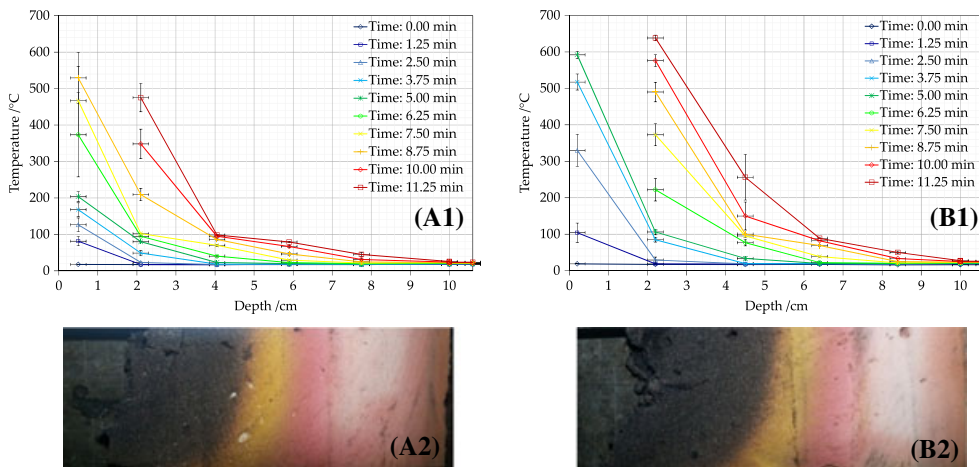 700
600
500
400
300
200
100
0
Temperature /°C
0 1 2 3 4 5 6 7 8 9 10
Depth /cm
Time: 0.00 min
Time: 1.25 min
Time: 2.50 min
Time: 3.75 min
Time: 5.00 min
Time: 6.25 min
Time: 7.50 min
Time: 8.75 min
Time: 10.00 min
Time: 11.25 min
(A1)
700
600
500
400
300
200
100
0
Temperature /°C
0 1 2 3 4 5 6 7 8 9 10
Depth /cm
Time: 0.00 min
Time: 1.25 min
Time: 2.50 min
Time: 3.75 min
Time: 5.00 min
Time: 6.25 min
Time: 7.50 min
Time: 8.75 min
Time: 10.00 min
Time: 11.25 min
(B1)
(A2)
(B2)